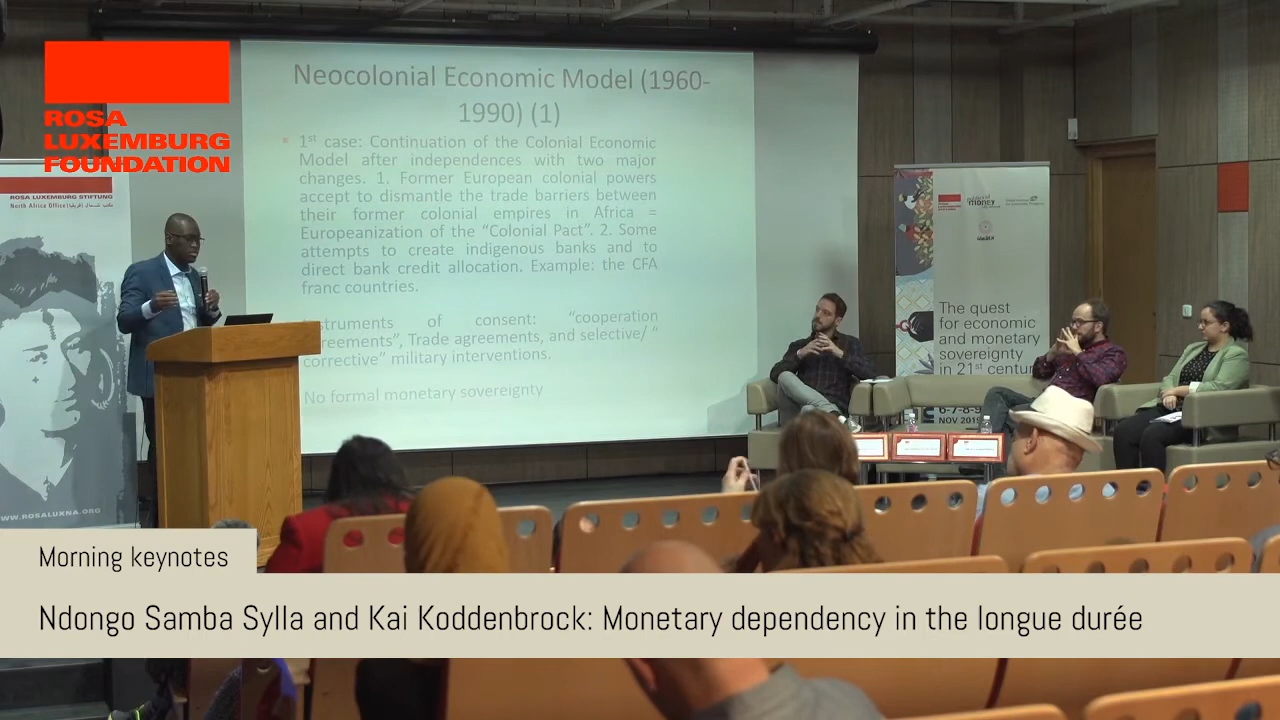 ROSA
LUXEMBURG
FOUNDATION
Neocolonial Economic Model (1960-
1990) (1)
1st case: Continuation of the Colonial Economic
Model after independences with two major
changes. 1. Former European colonial powers
accept to dismantle the trade barriers between
their former colonial empires in Africa =
Europeanization of the “Colonial Pact”. 2. Some
attempts to create indigenous banks and to
direct bank credit allocation. Example: the CFA
franc countries.
struments of consent: “cooperation
reements”, Trade agreements, and selective/ “
corrective” military interventions.
No formal monetary sovereignty
ROSA LUXEMBURG STIFTUNG
North Africa Office
WWW.ROSALUXNA.ORG
money
The quest
for economic
and monetary
sovereignty
in 21st centur
6-7-8-9
NOV 2019
Morning keynotes
Ndongo Samba Sylla and Kai Koddenbrock: Monetary dependency in the longue durée